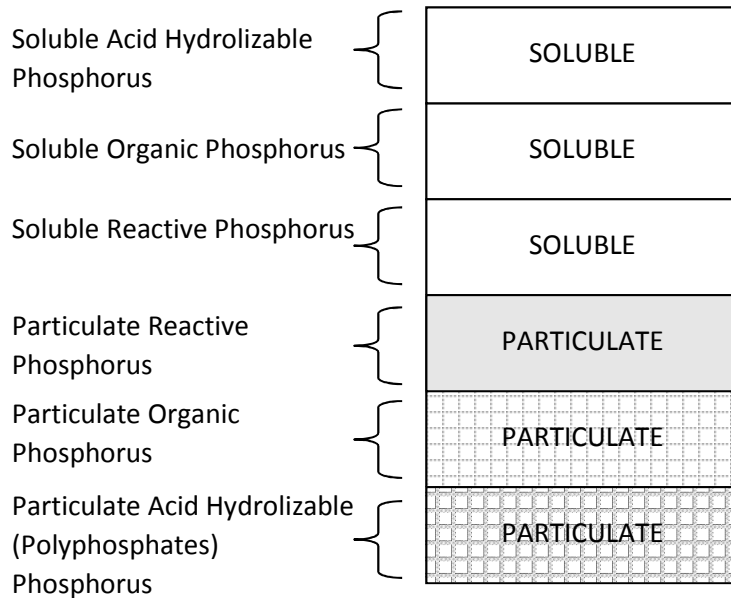 Soluble Acid Hydrolizable
Phosphorus
SOLUBLE
Soluble Organic Phosphorus
SOLUBLE
Soluble Reactive Phosphorus
SOLUBLE
Particulate Reactive
Phosphorus
PARTICULATE
Particulate Organic
Phosphorus
PARTICULATE
Particulate Acid Hydrolizable
(Polyphosphates)
Phosphorus
PARTICULATE